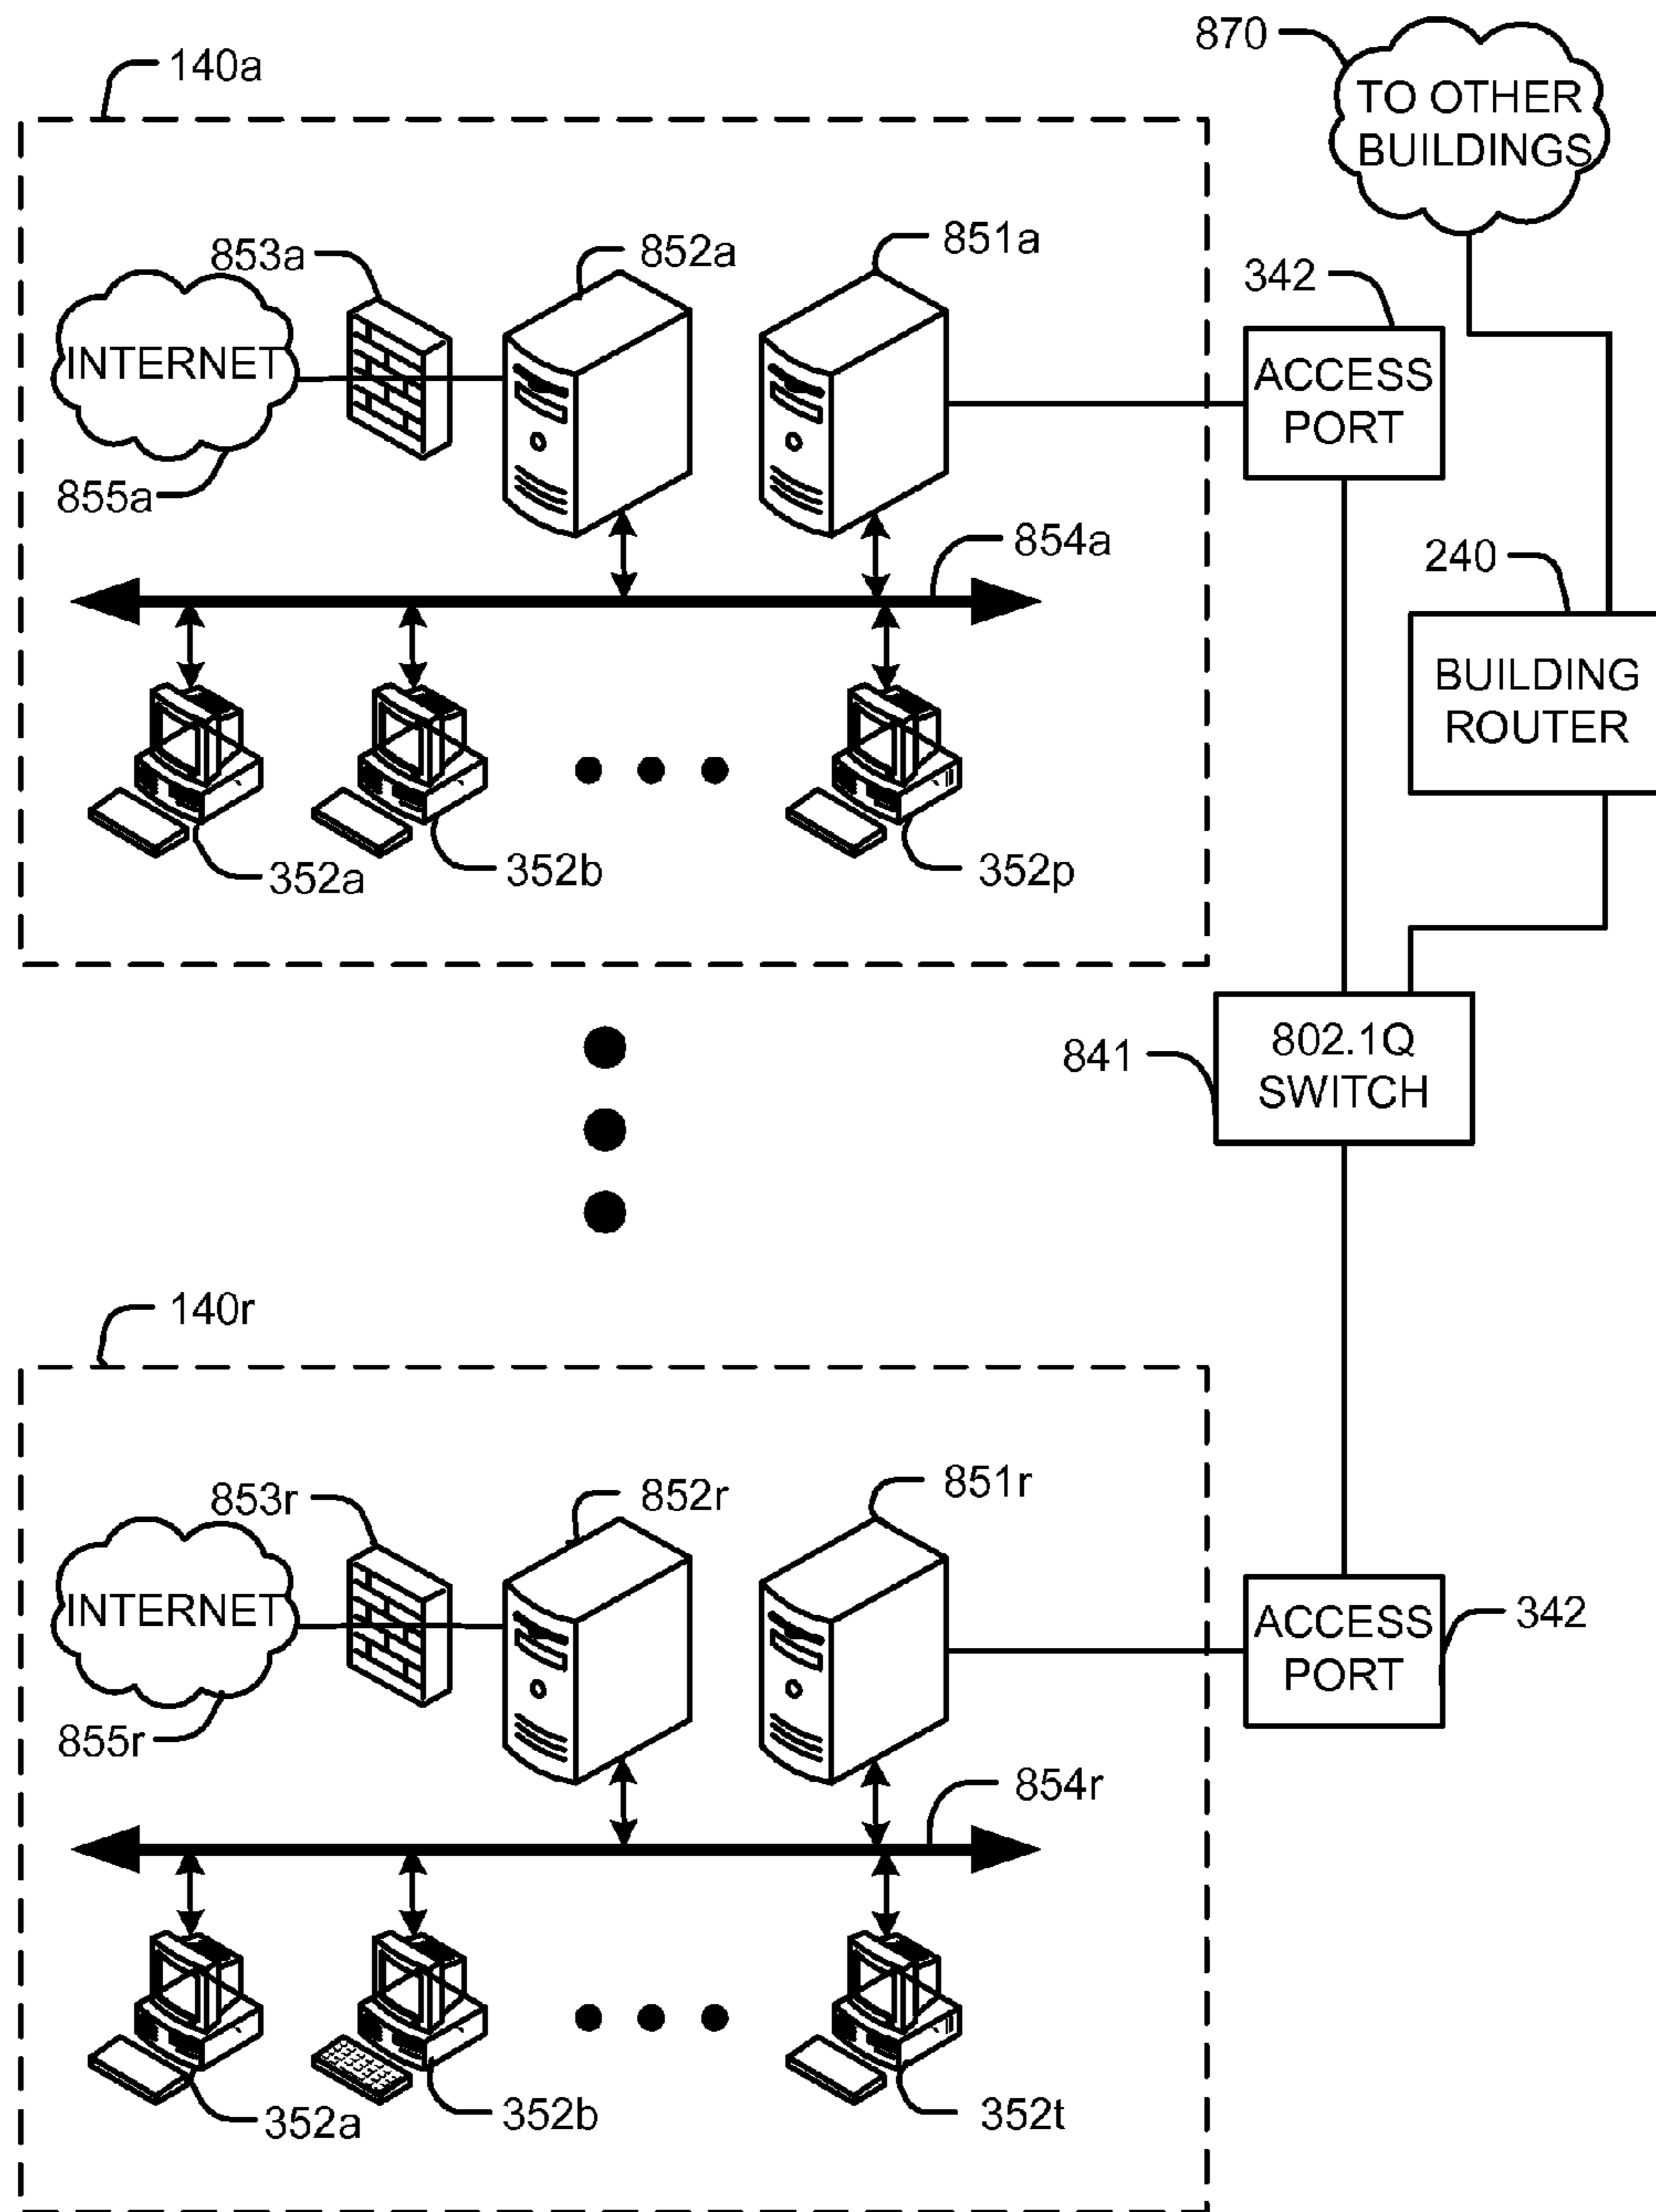 870
140a
TO OTHER
BUILDINGS
853a
852a
851a
342
INTERNET
ACCESS
PORT
855a
854a
240
BUILDING
ROUTER
352a
352b
352p
841
802.1Q
SWITCH
140r
853r
852r
851r
INTERNET
ACCESS
PORT
342
855r
854r
352a
352b
352t